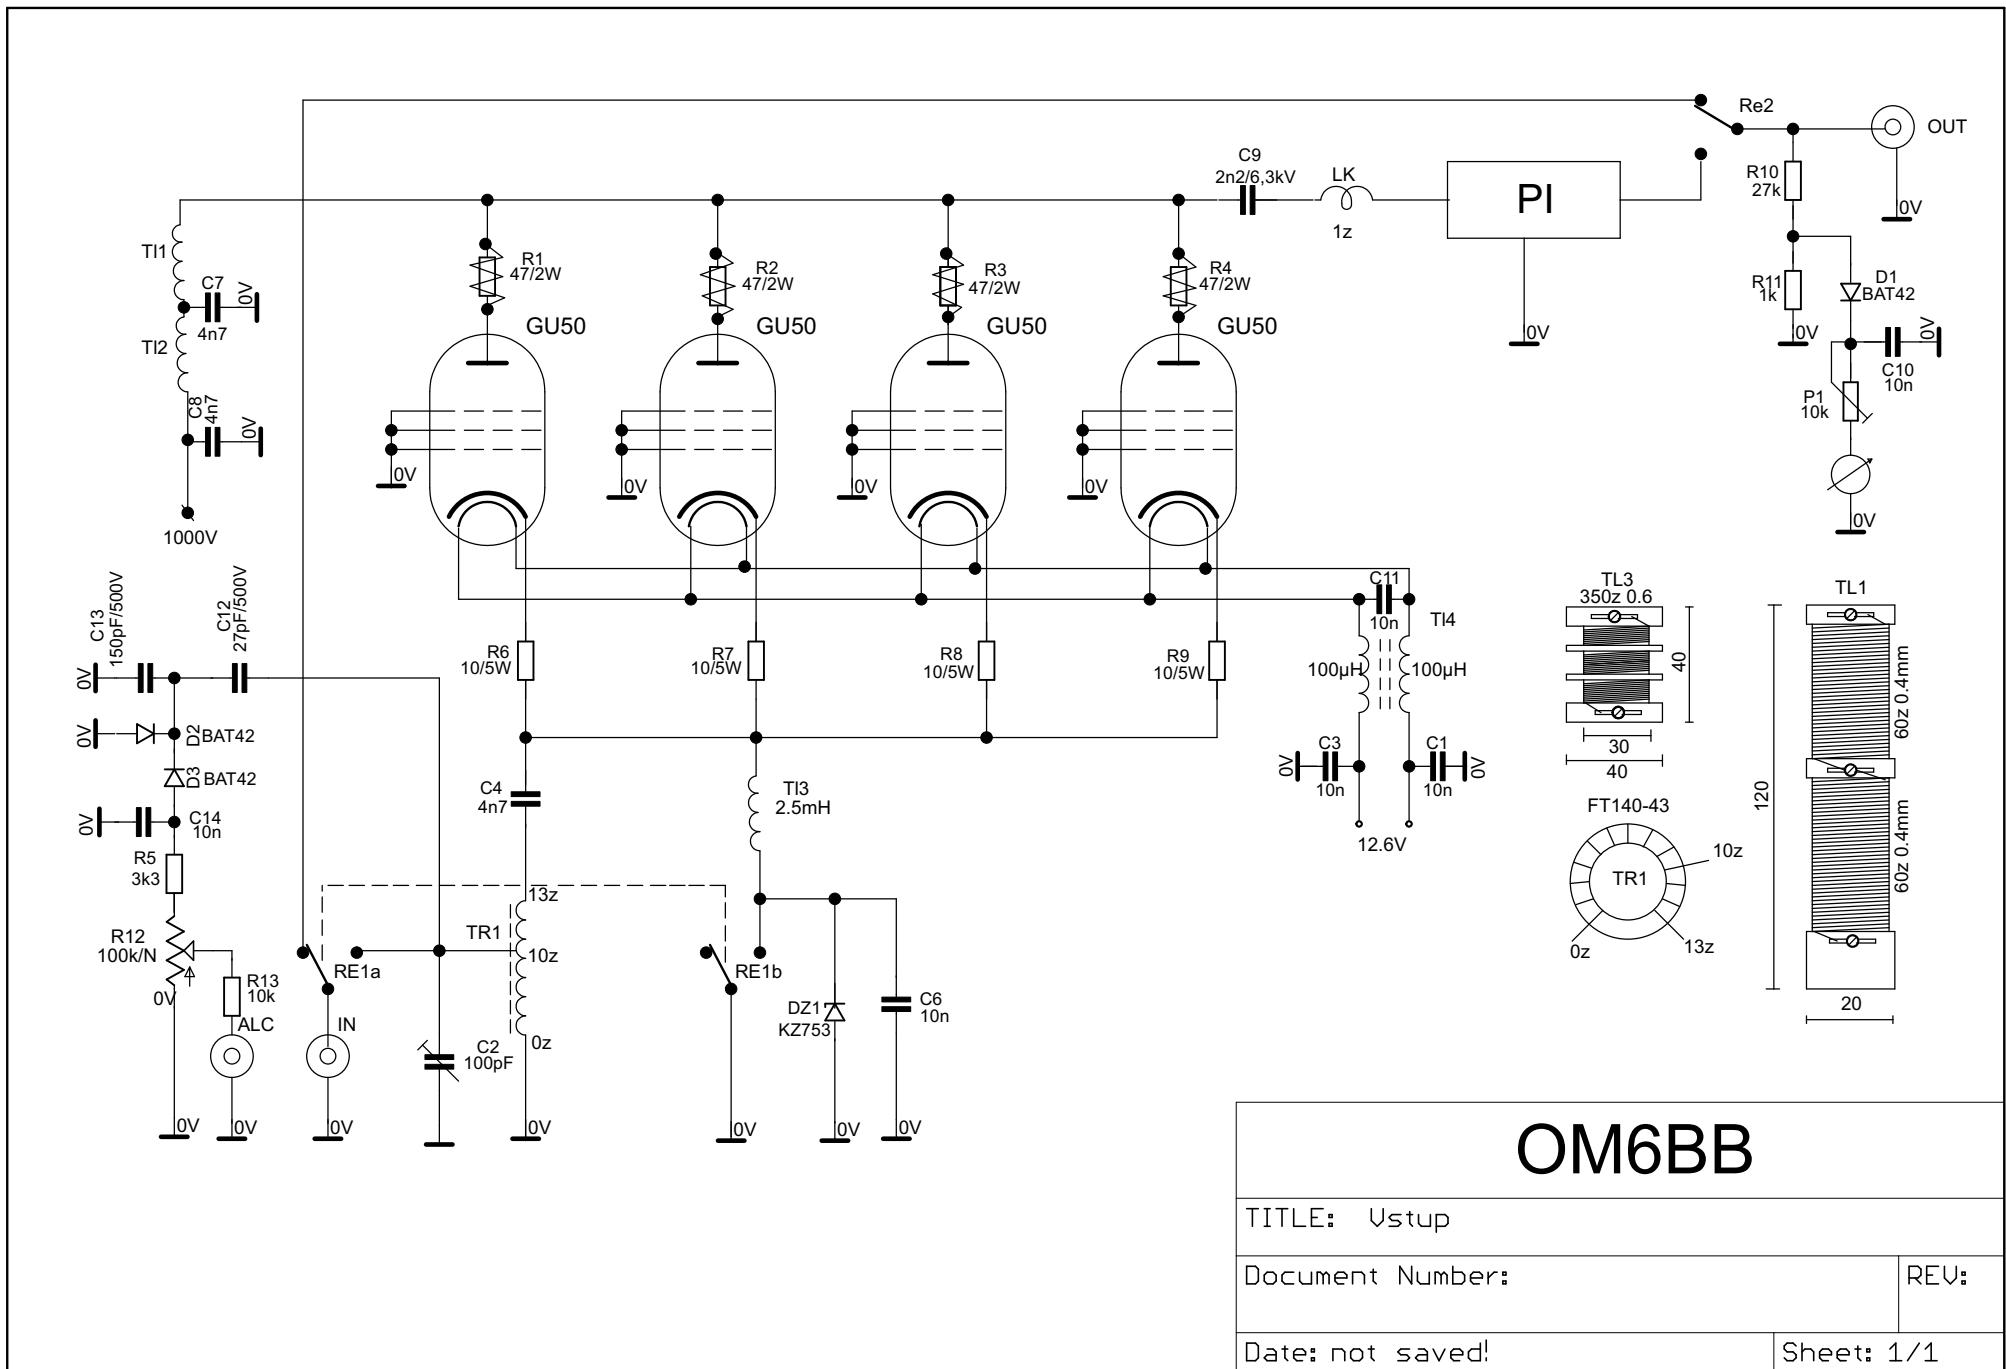 Re2
OUT
C9
2n2/6,3kV
LK
1z
PI
R10
27k
0V
TI1
C7
4n7
0V
TI2
C8
4n7
0V
1000V
R1
47/2W
GU50
R2
47/2W
GU50
R3
47/2W
GU50
R4
47/2W
GU50
0V
0V
0V
0V
0V
R11
1k
0V
D1
BAT42
0V
C10
10n
P1
10k
0V
C13
150pF/500V
C12
27pF/500V
0V
0V
D2
BAT42
D3
BAT42
0V
C14
10n
R5
3k3
R12
100k/N
0V
R13
10k
ALC
IN
RE1a
0V
0V
0V
R6
10/5W
R7
10/5W
R8
10/5W
R9
10/5W
C11
10n
TI4
100µH
100µH
C3
10n
0V
C1
10n
0V
12.6V
C4
4n7
TI3
2.5mH
13z
TR1
10z
0z
C2
100pF
0V
RE1b
0V
DZ1
KZ753
0V
C6
10n
0V
TL3
350z 0.6
40
30
40
FT140-43
TR1
10z
13z
0z
TL1
120
60z 0.4mm
60z 0.4mm
20
OM6BB
TITLE: Vstup
Document Number:
REV:
Date: not saved!
Sheet: 1/1